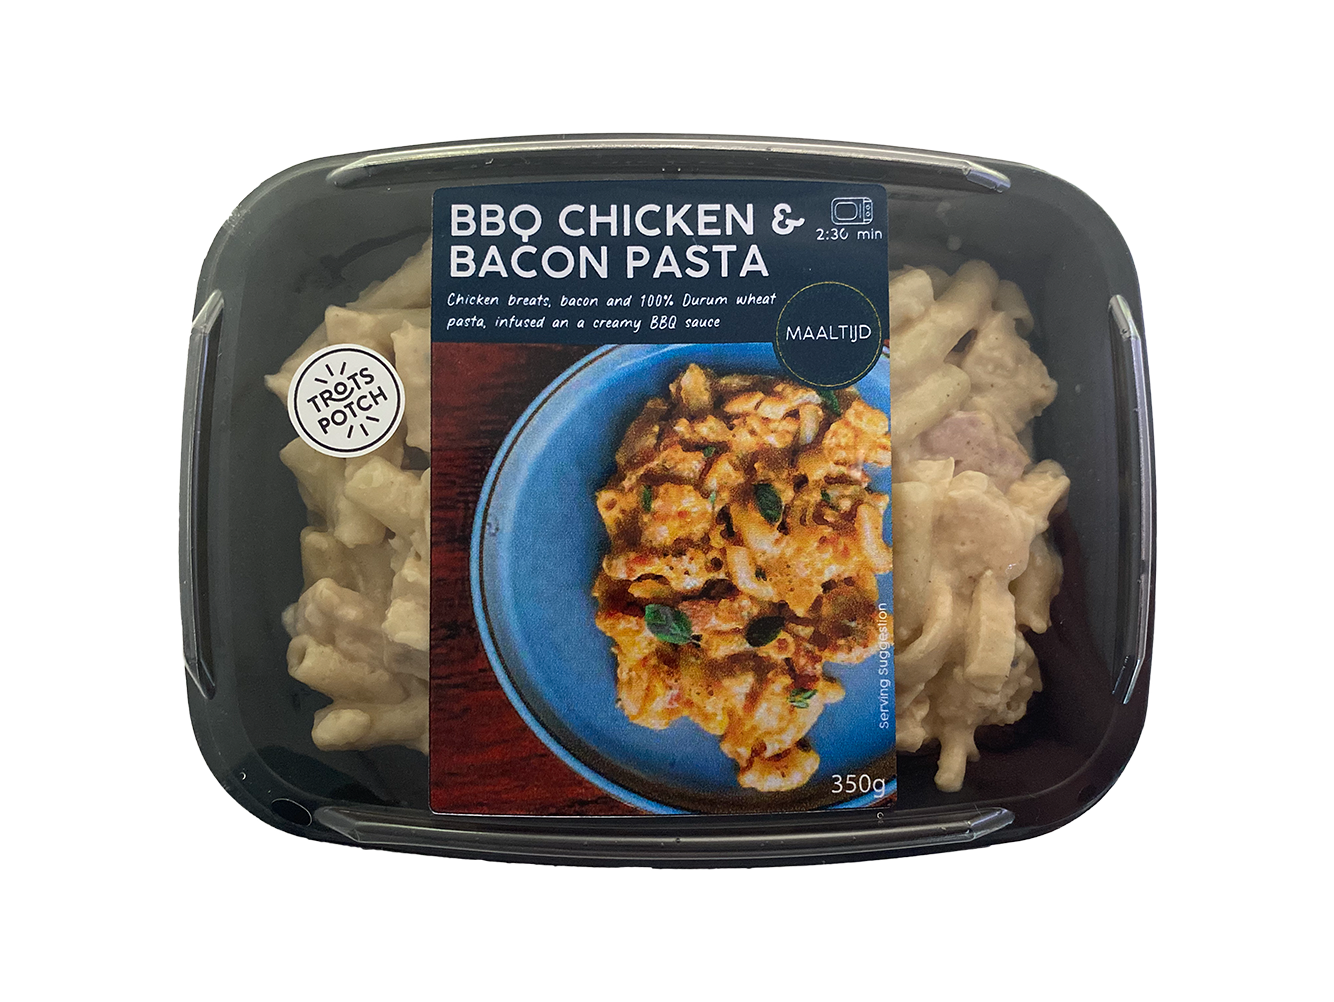 BBQ CHICKEN &
BACON PASTA
2:30 min
Chicken breats, bacon and 100% Durum wheat
pasta, infused an a creamy BBQ sauce
MAALTIJD
TROTS
POTCH
serving suggestion
350g